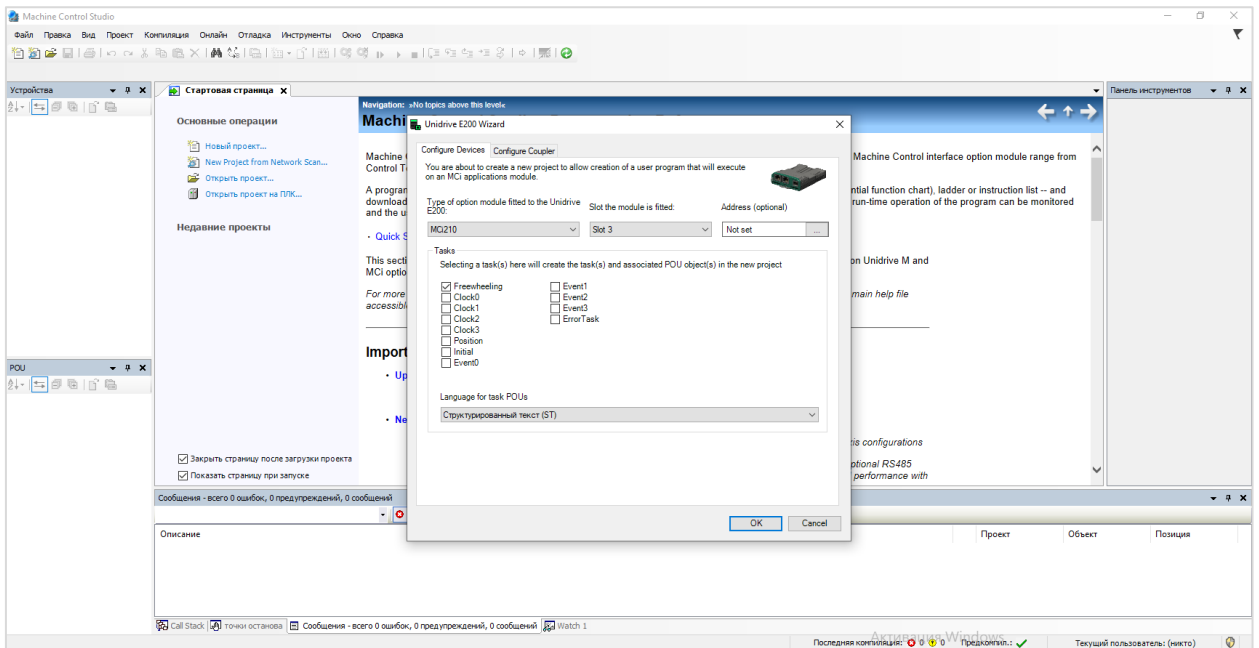 Machine Control Studio
Файл Правка Вид Проект Компиляция Онлайн Отладка Инструменты Окно Справка
Устройства
Стартовая страница
Панель инструментов
Основные операции
Новый проект...
New Project from Network Scan...
Открыть проект...
Открыть проект на ПЛК...
Недавние проекты
Закрыть страницу после загрузки проекта
Показать страницу при запуске
Navigation: »No topics above this level«
Machi
Machine
Control T
Machine Control interface option module range from
A progran
ntial function chart), ladder or instruction list -- and
download
run-time operation of the program can be monitored
and the u
Quick S
This secti
on Unidrive M and
MCi optio
For more
main help file
accessibl
Import
Up
Ne
is configurations
ptional RS485
performance with
Unidrive E200 Wizard
Configure Devices Configure Coupler
You are about to create a new project to allow creation of a user program that will execute
on an MCi applications module.
Type of option module fitted to the Unidrive
E200:
Slot the module is fitted:
Address (optional)
MCi210 Slot 3 Not set ...
Tasks
Selecting a task(s) here will create the task(s) and associated POU object(s) in the new project
Freewheeling
Clock0
Clock1
Clock2
Clock3
Position
Initial
Event0
Event1
Event2
Event3
ErrorTask
Language for task POUs
Структурированный текст (ST)
OK Cancel
POU
Сообщения - всего 0 ошибок, 0 предупреждений, 0 сообщений
Описание Проект Объект Позиция
Call Stack точки останова Сообщения - всего 0 ошибок, 0 предупреждений, 0 сообщений Watch 1
Активация Windows
Последняя компиляция: 0 0 Предкомпил.: Текущий пользователь: (никто)